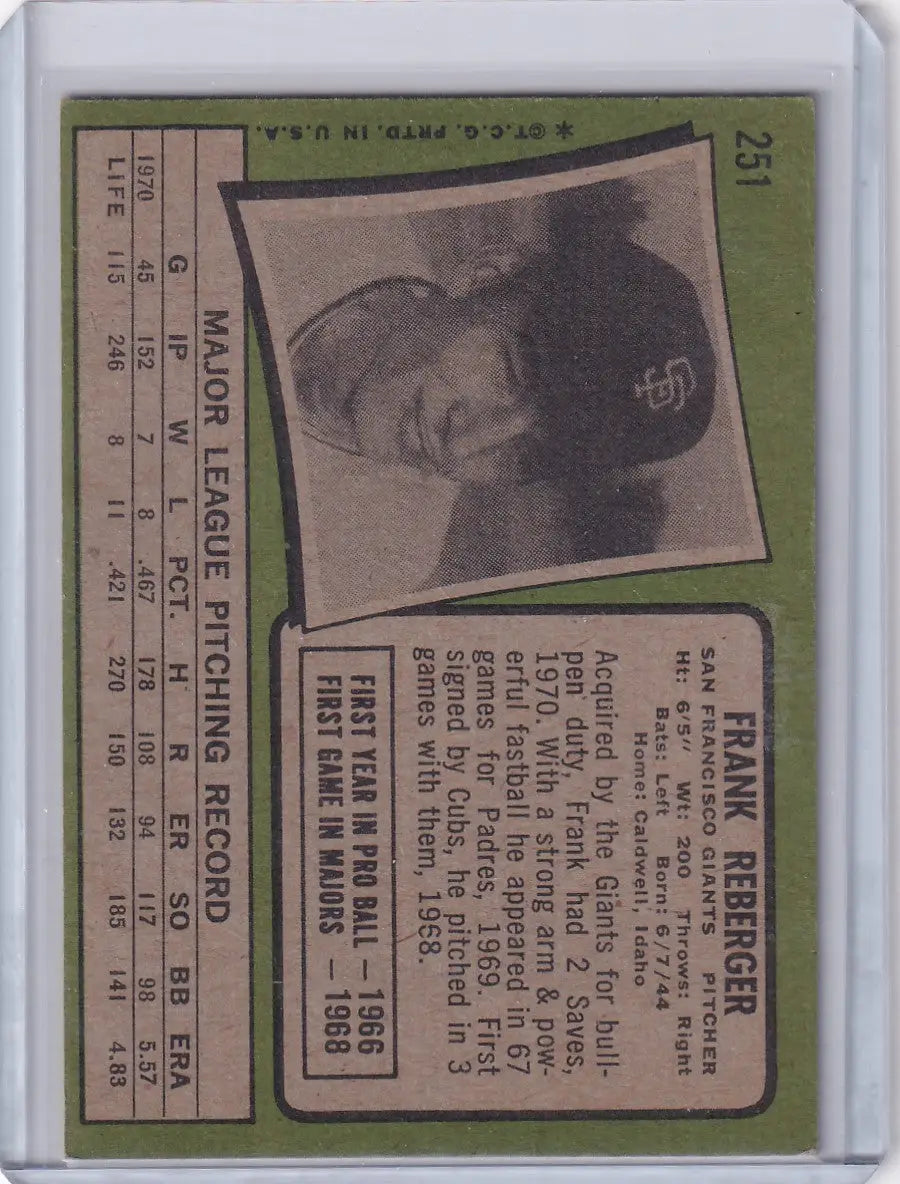 251
FRANK REBERGER
SAN FRANCISCO GIANTS PITCHER
Ht: 6'5" Wt: 200 Throws: Right
Bats: Left Born: 6/7/44
Home: Caldwell, Idaho
Acquired by the Giants for bull-
pen duty, Frank had 2 Saves,
1970. With a strong arm & pow-
erful fastball he appeared in 67
games for Padres, 1969. First
signed by Cubs, he pitched in 3
games with them, 1968.
FIRST YEAR IN PRO BALL — 1966
FIRST GAME IN MAJORS — 1968
SF
*©T.C.G. PRTD. IN U.S.A.
MAJOR LEAGUE PITCHING RECORD
G IP W L PCT. H R ER SO BB ERA
1970 45 152 7 8 .467 178 108 94 117 98 5.57
LIFE 115 246 8 11 .421 270 150 132 185 141 4.83